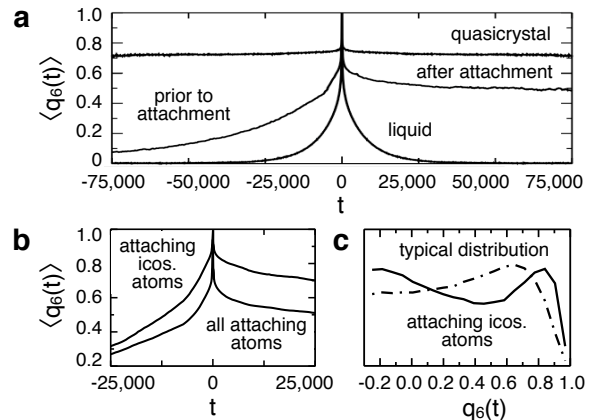 a
1.0
0.8
0.6
0.4
0.2
0
⟨q6(t)⟩
quasicrystal
after attachment
prior to
attachment
liquid
-75,000 -50,000 -25,000 0 25,000 50,000 75,000
t
b
1.0
0.8
0.6
0.4
0.2
⟨q6(t)⟩
attaching
icos.
atoms
all attaching
atoms
-25,000 0 25,000
t
c
typical distribution
attaching icos.
atoms
-0.2 0.0 0.2 0.4 0.6 0.8 1.0
q6(t)